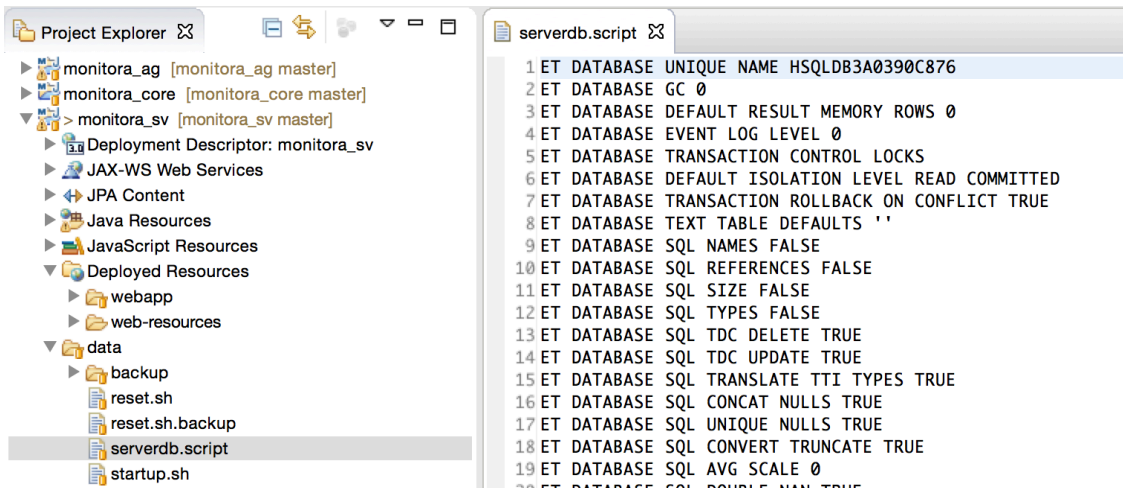 Project Explorer
monitora_ag [monitora_ag master]
monitora_core [monitora_core master]
> monitora_sv [monitora_sv master]
Deployment Descriptor: monitora_sv
JAX-WS Web Services
JPA Content
Java Resources
JavaScript Resources
Deployed Resources
webapp
web-resources
data
backup
reset.sh
reset.sh.backup
serverdb.script
startup.sh
serverdb.script
1 ET DATABASE UNIQUE NAME HSQLDB3A0390C876
2 ET DATABASE GC 0
3 ET DATABASE DEFAULT RESULT MEMORY ROWS 0
4 ET DATABASE EVENT LOG LEVEL 0
5 ET DATABASE TRANSACTION CONTROL LOCKS
6 ET DATABASE DEFAULT ISOLATION LEVEL READ COMMITTED
7 ET DATABASE TRANSACTION ROLLBACK ON CONFLICT TRUE
8 ET DATABASE TEXT TABLE DEFAULTS ''
9 ET DATABASE SQL NAMES FALSE
10 ET DATABASE SQL REFERENCES FALSE
11 ET DATABASE SQL SIZE FALSE
12 ET DATABASE SQL TYPES FALSE
13 ET DATABASE SQL TDC DELETE TRUE
14 ET DATABASE SQL TDC UPDATE TRUE
15 ET DATABASE SQL TRANSLATE TTI TYPES TRUE
16 ET DATABASE SQL CONCAT NULLS TRUE
17 ET DATABASE SQL UNIQUE NULLS TRUE
18 ET DATABASE SQL CONVERT TRUNCATE TRUE
19 ET DATABASE SQL AVG SCALE 0
20 ET DATABASE SQL DOUBLE NAN TRUE